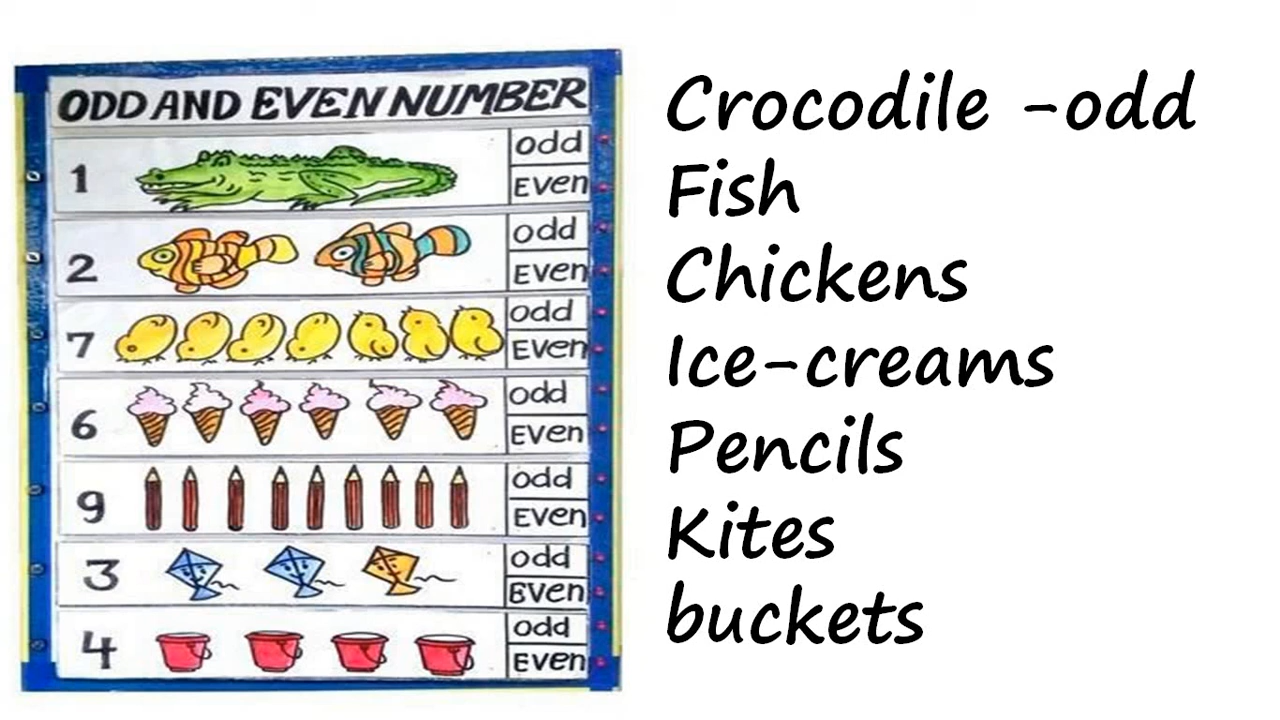 ODD AND EVEN NUMBER
1
odd
Even
2
odd
Even
7
odd
Even
6
odd
Even
9
odd
Even
3
odd
Even
4
odd
Even
Crocodile -odd
Fish
Chickens
Ice-creams
Pencils
Kites
buckets